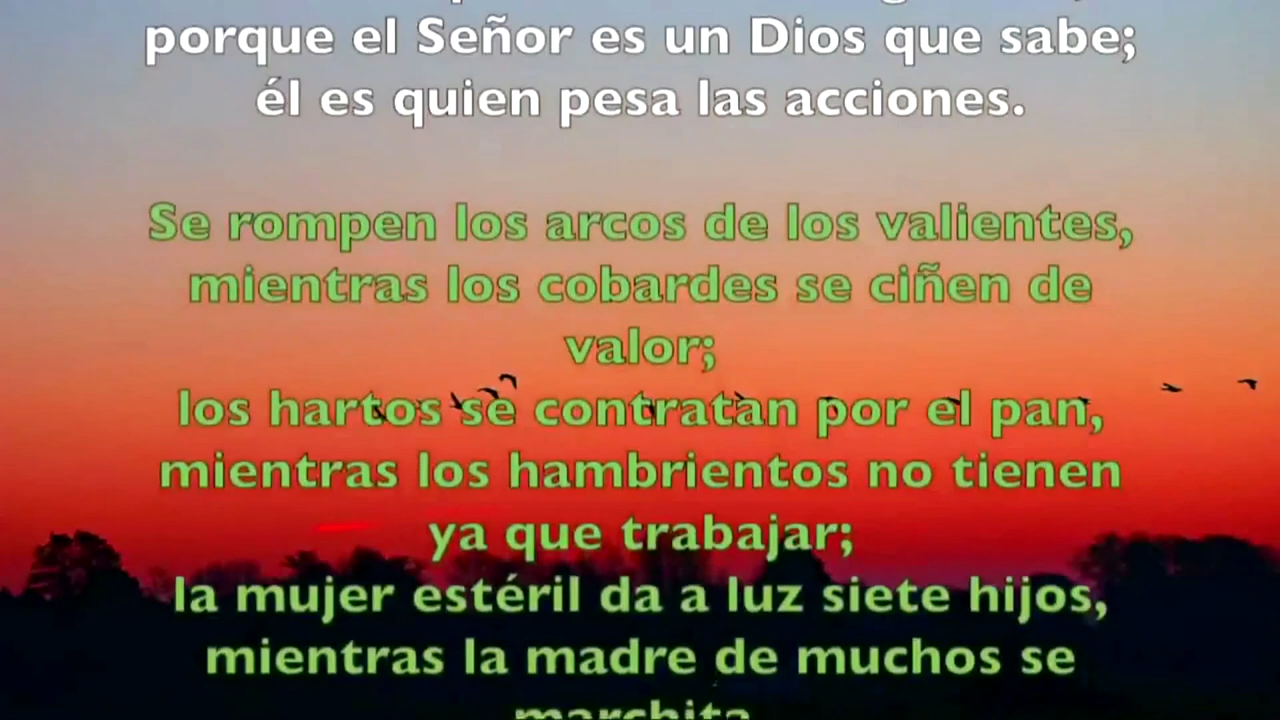 porque el Señor es un Dios que sabe;
él es quien pesa las acciones.
Se rompen los arcos de los valientes,
mientras los cobardes se ciñen de
valor;
los hartos se contratan por el pan,
mientras los hambrientos no tienen
ya que trabajar;
la mujer estéril da a luz siete hijos,
mientras la madre de muchos se
marchita